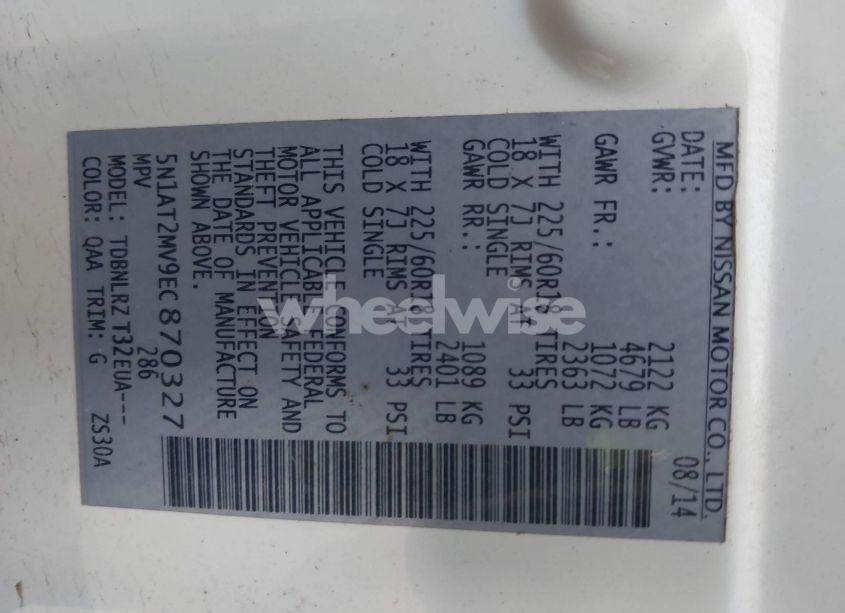 MFD BY NISSAN MOTOR CO., LTD.
DATE: 08/14
GVWR: 2122 KG
4679 LB
GAWR FR.: 1072 KG
2363 LB
WITH 225/60R18 TIRES
18 X 7J RIMS AT 33 PSI
COLD SINGLE
GAWR RR.: 1089 KG
2401 LB
WITH 225/60R18 TIRES
18 X 7J RIMS AT 33 PSI
COLD SINGLE
THIS VEHICLE CONFORMS TO
ALL APPLICABLE FEDERAL
MOTOR VEHICLE SAFETY AND
THEFT PREVENTION
STANDARDS IN EFFECT ON
THE DATE OF MANUFACTURE
SHOWN ABOVE.
5N1AT2MV9EC870327
MPV 286
MODEL: TDBNLRZ T32EUA---
COLOR: QAA TRIM: G ZS30A
wheelwise